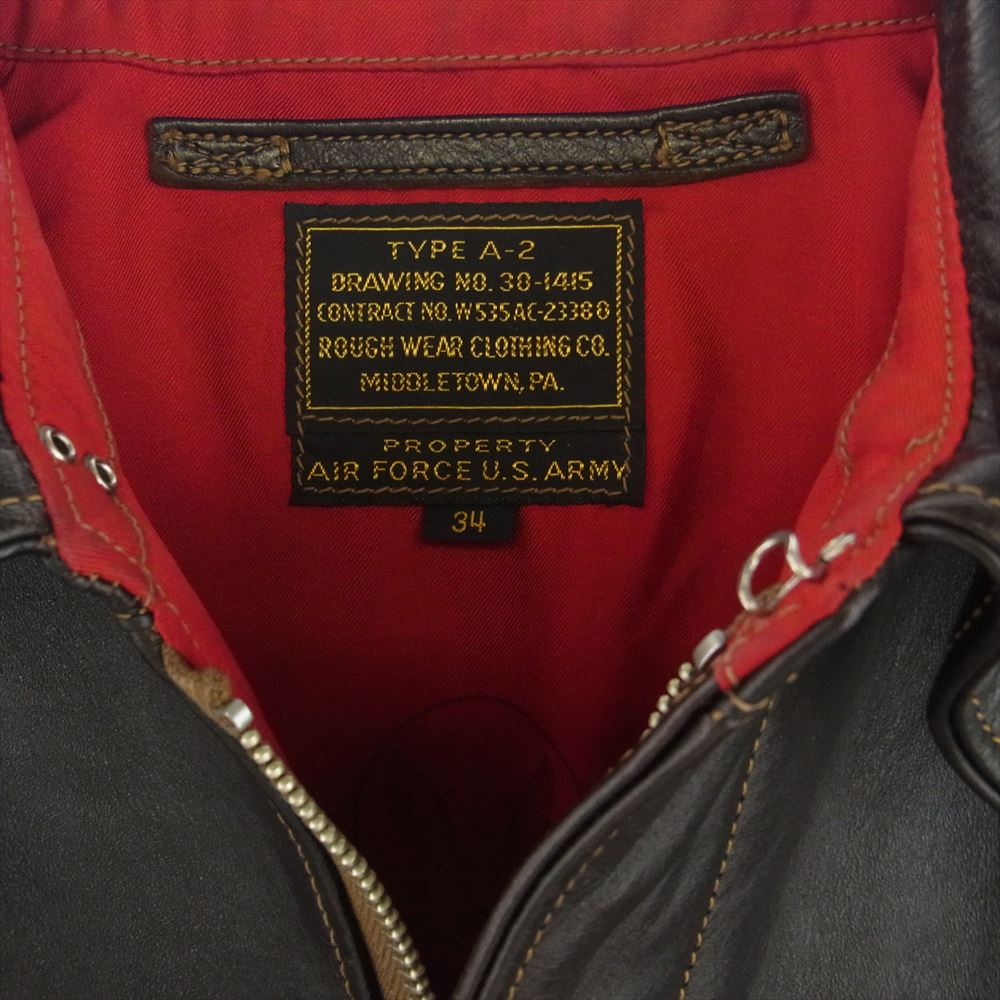 TYPE A-2
DRAWING NO. 30-1415
CONTRACT NO. W535AC-23380
ROUGH WEAR CLOTHING CO.
MIDDLETOWN, PA.
PROPERTY
AIR FORCE U.S. ARMY
34